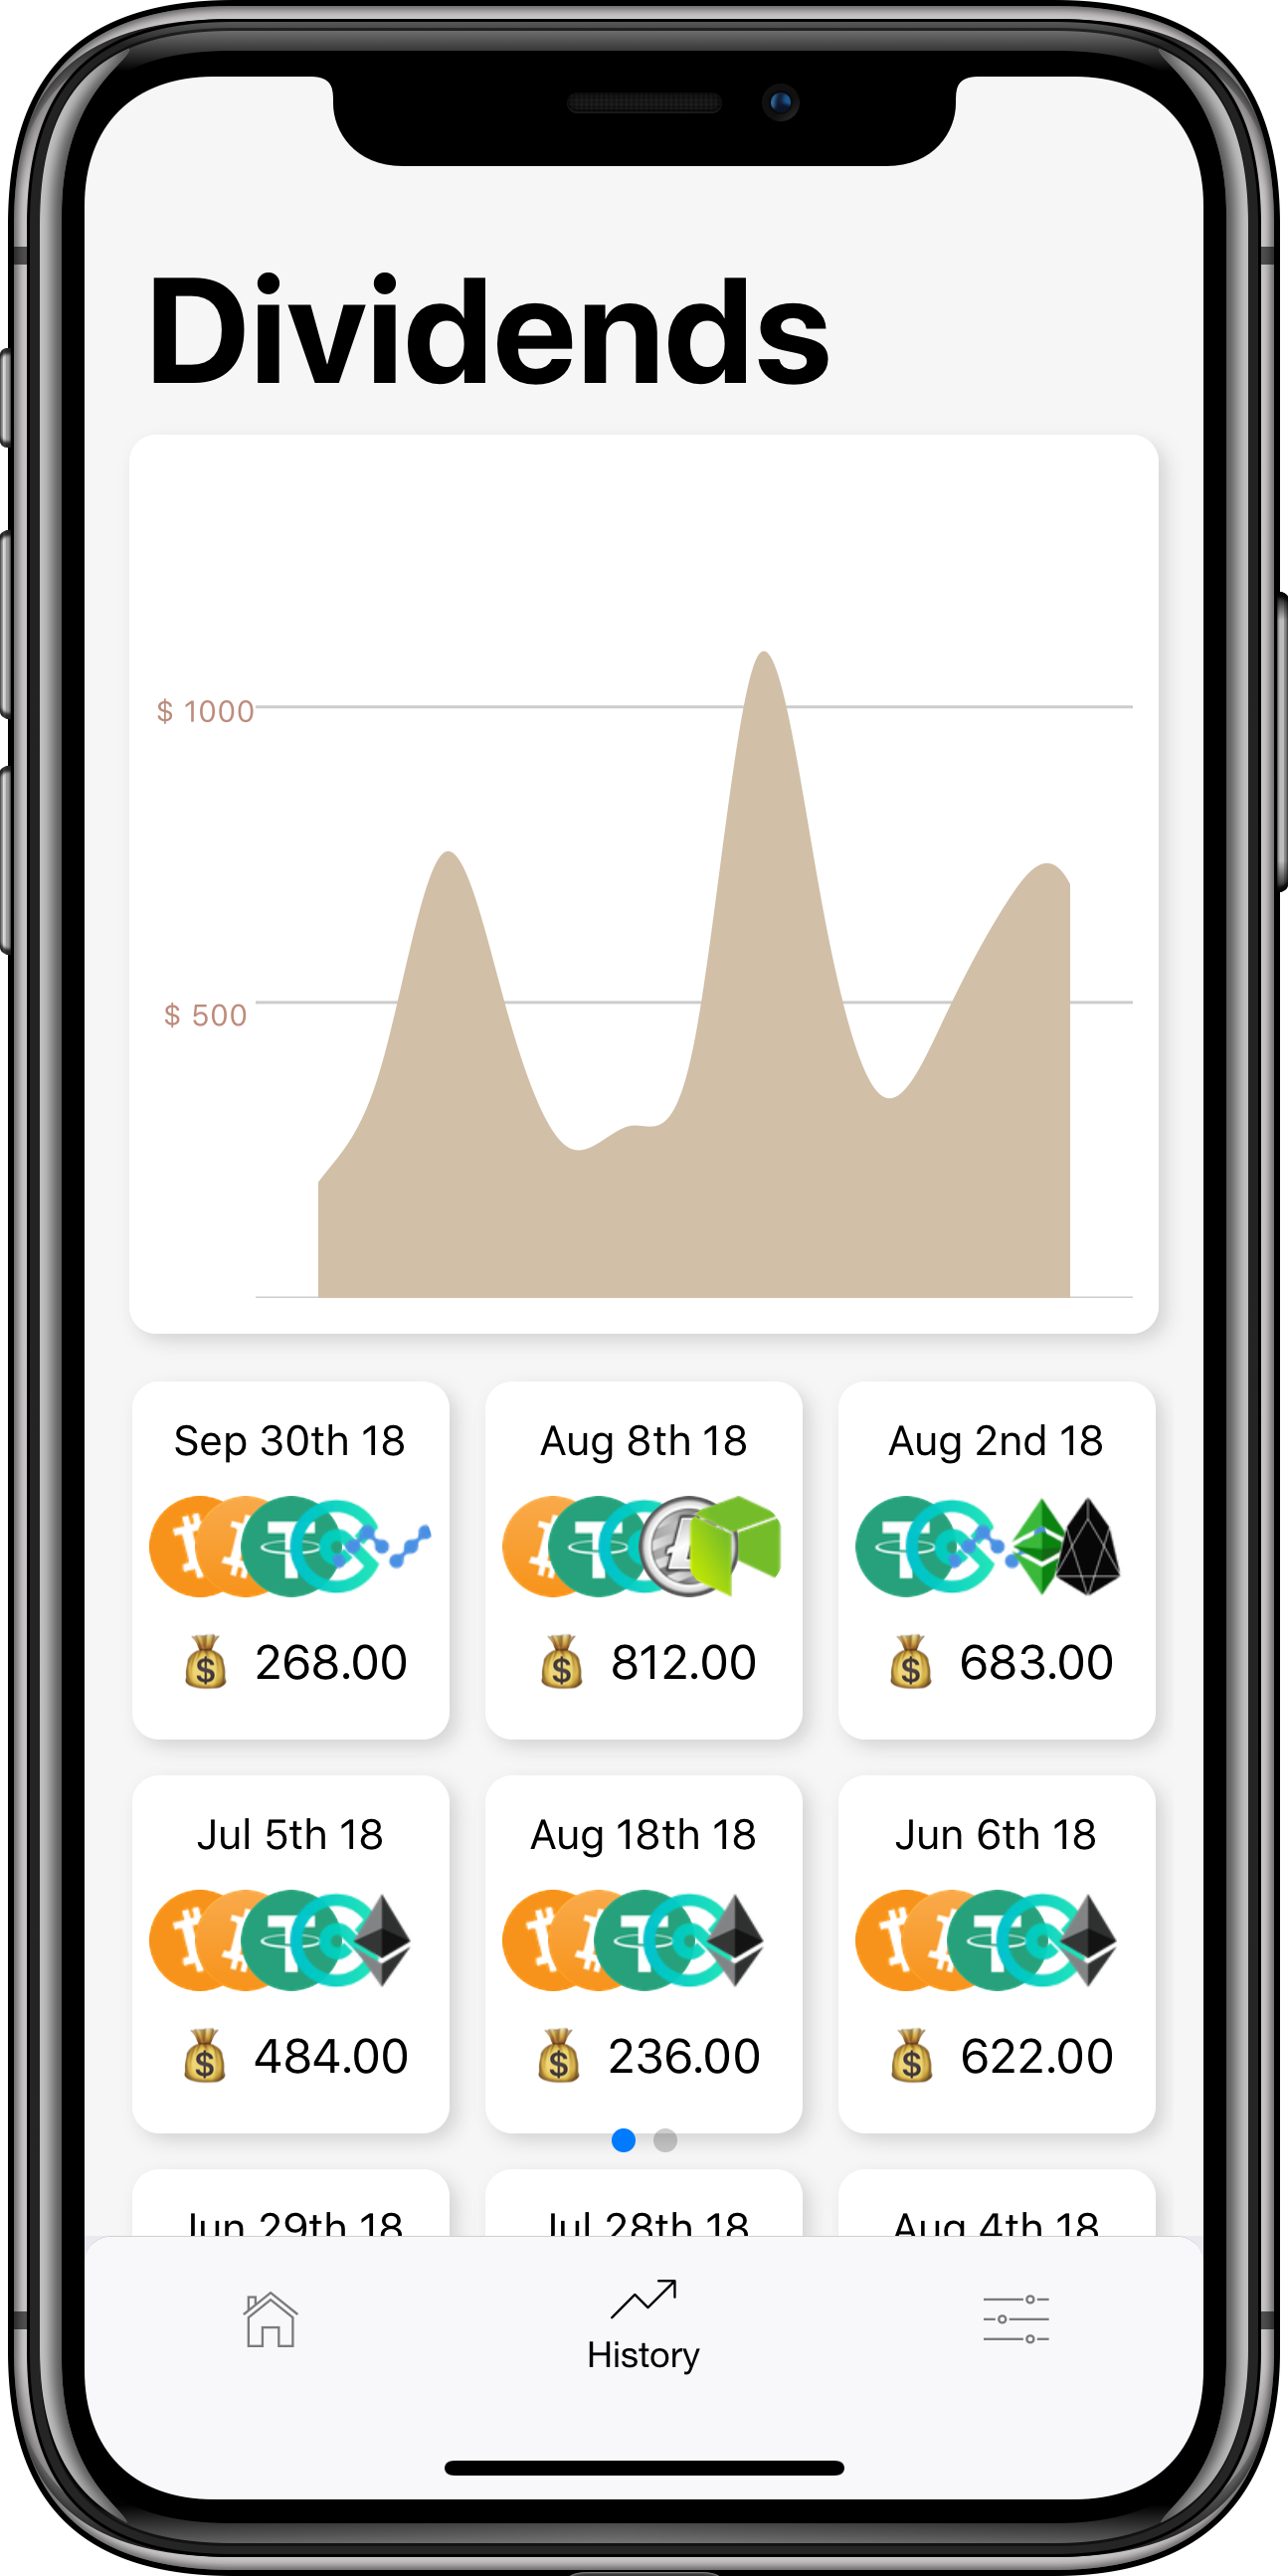 Dividends
$ 1000
$ 500
Sep 30th 18
Aug 8th 18
Aug 2nd 18
268.00
812.00
683.00
Jul 5th 18
Aug 18th 18
Jun 6th 18
484.00
236.00
622.00
Jun 29th 18
Jul 28th 18
Aug 4th 18
History